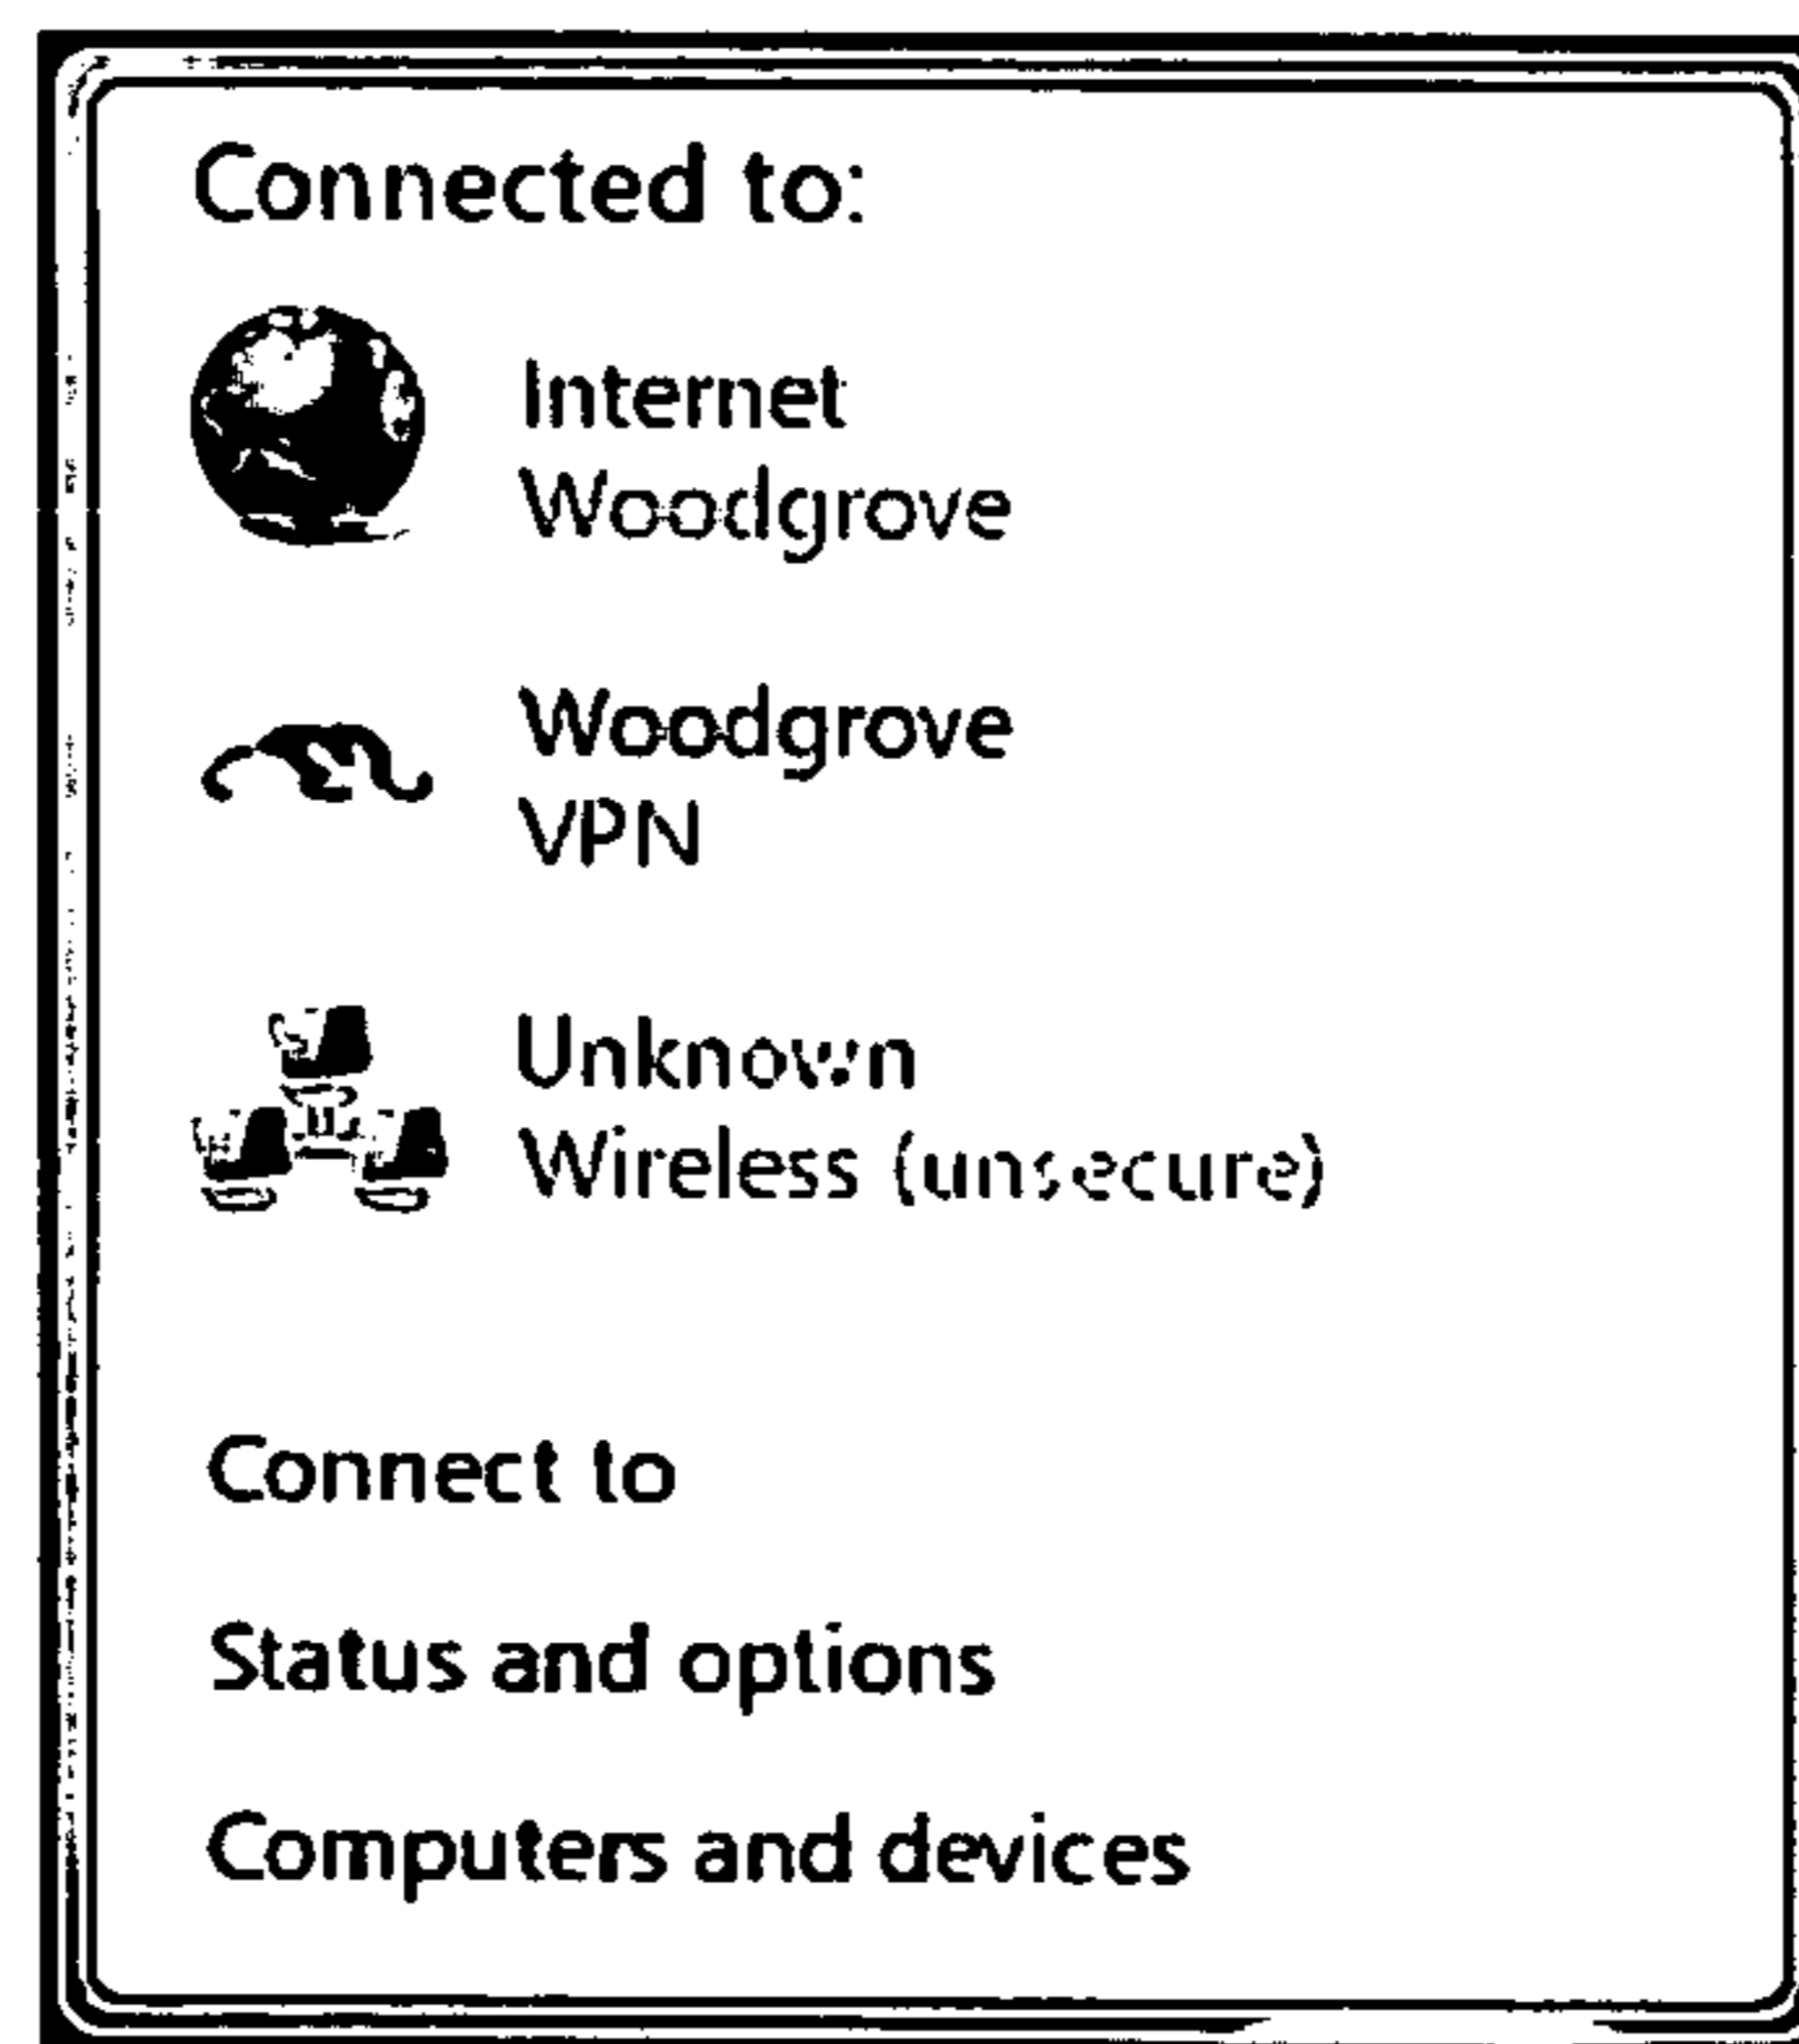 Connected to:
Internet
Woodgrove
Woodgrove
VPN
Unknown
Wireless (unsecure)
Connect to
Status and options
Computers and devices